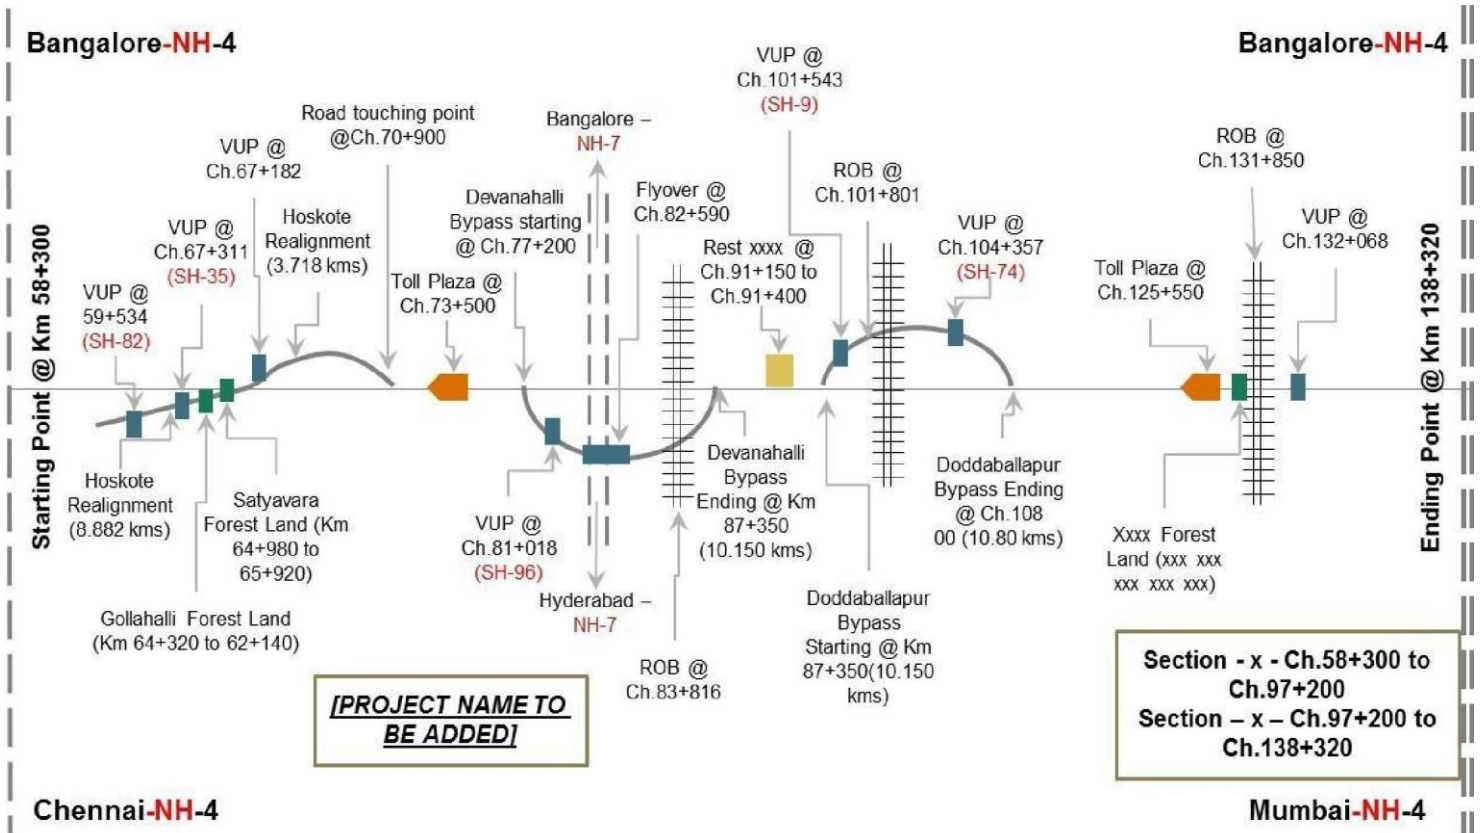 Bangalore-NH-4
Bangalore-NH-4
Starting Point @ Km 58+300
Ending Point @ Km 138+320
VUP @
59+534
(SH-82)
VUP @
Ch.67+311
(SH-35)
VUP @
Ch.67+182
Hoskote
Realignment
(3.718 kms)
Road touching point
@Ch.70+900
Toll Plaza @
Ch.73+500
Devanahalli
Bypass starting
@ Ch.77+200
Bangalore –
NH-7
Flyover @
Ch.82+590
Rest xxxx @
Ch.91+150 to
Ch.91+400
VUP @
Ch.101+543
(SH-9)
ROB @
Ch.101+801
VUP @
Ch.104+357
(SH-74)
Toll Plaza @
Ch.125+550
ROB @
Ch.131+850
VUP @
Ch.132+068
Hoskote
Realignment
(8.882 kms)
Satyavara
Forest Land (Km
64+980 to
65+920)
Gollahalli Forest Land
(Km 64+320 to 62+140)
VUP @
Ch.81+018
(SH-96)
Hyderabad –
NH-7
ROB @
Ch.83+816
Devanahalli
Bypass
Ending @ Km
87+350
(10.150 kms)
Doddaballapur
Bypass
Starting @ Km
87+350(10.150
kms)
Doddaballapur
Bypass Ending
@ Ch.108
00 (10.80 kms)
Xxxx Forest
Land (xxx xxx
xxx xxx xxx)
[PROJECT NAME TO
BE ADDED]
Section - x - Ch.58+300 to
Ch.97+200
Section – x – Ch.97+200 to
Ch.138+320
Chennai-NH-4
Mumbai-NH-4